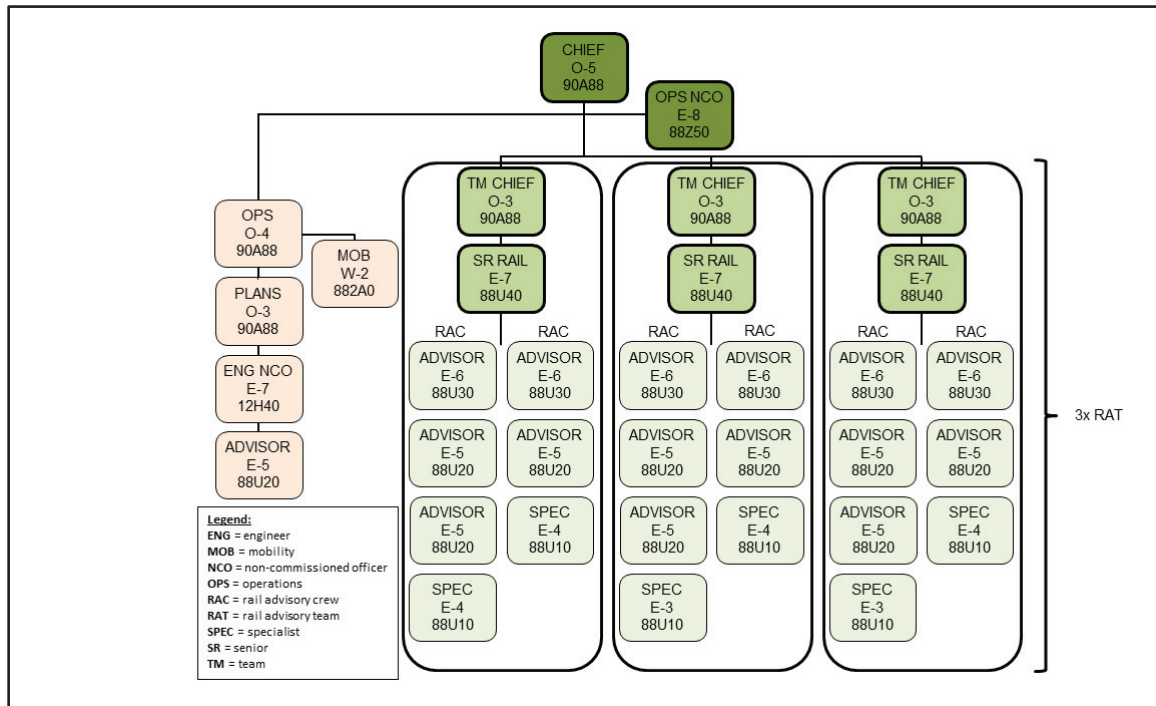 CHIEF
O-5
90A88
OPS NCO
E-8
88Z50
OPS
O-4
90A88
MOB
W-2
882A0
PLANS
O-3
90A88
ENG NCO
E-7
12H40
ADVISOR
E-5
88U20
TM CHIEF
O-3
90A88
SR RAIL
E-7
88U40
RAC
RAC
ADVISOR
E-6
88U30
ADVISOR
E-6
88U30
ADVISOR
E-5
88U20
ADVISOR
E-5
88U20
ADVISOR
E-5
88U20
SPEC
E-4
88U10
SPEC
E-4
88U10
TM CHIEF
O-3
90A88
SR RAIL
E-7
88U40
RAC
RAC
ADVISOR
E-6
88U30
ADVISOR
E-6
88U30
ADVISOR
E-5
88U20
ADVISOR
E-5
88U20
ADVISOR
E-5
88U20
SPEC
E-4
88U10
SPEC
E-3
88U10
TM CHIEF
O-3
90A88
SR RAIL
E-7
88U40
RAC
RAC
ADVISOR
E-6
88U30
ADVISOR
E-6
88U30
ADVISOR
E-5
88U20
ADVISOR
E-5
88U20
ADVISOR
E-5
88U20
SPEC
E-4
88U10
SPEC
E-3
88U10
3x RAT
Legend:
ENG = engineer
MOB = mobility
NCO = non-commissioned officer
OPS = operations
RAC = rail advisory crew
RAT = rail advisory team
SPEC = specialist
SR = senior
TM = team